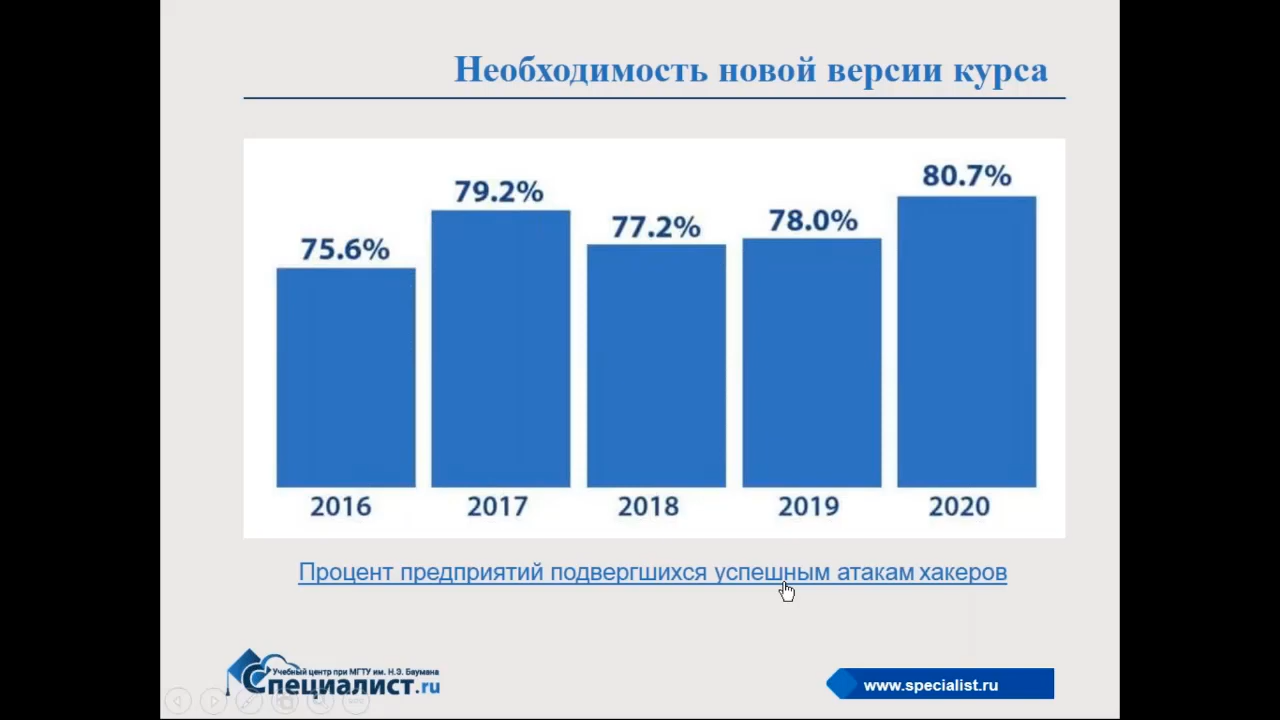 Необходимость новой версии курса
75.6%
79.2%
77.2%
78.0%
80.7%
2016
2017
2018
2019
2020
Процент предприятий подвергшихся успешным атакам хакеров
Учебный центр при МГТУ им. Н.Э. Баумана
Специалист.ru
www.specialist.ru